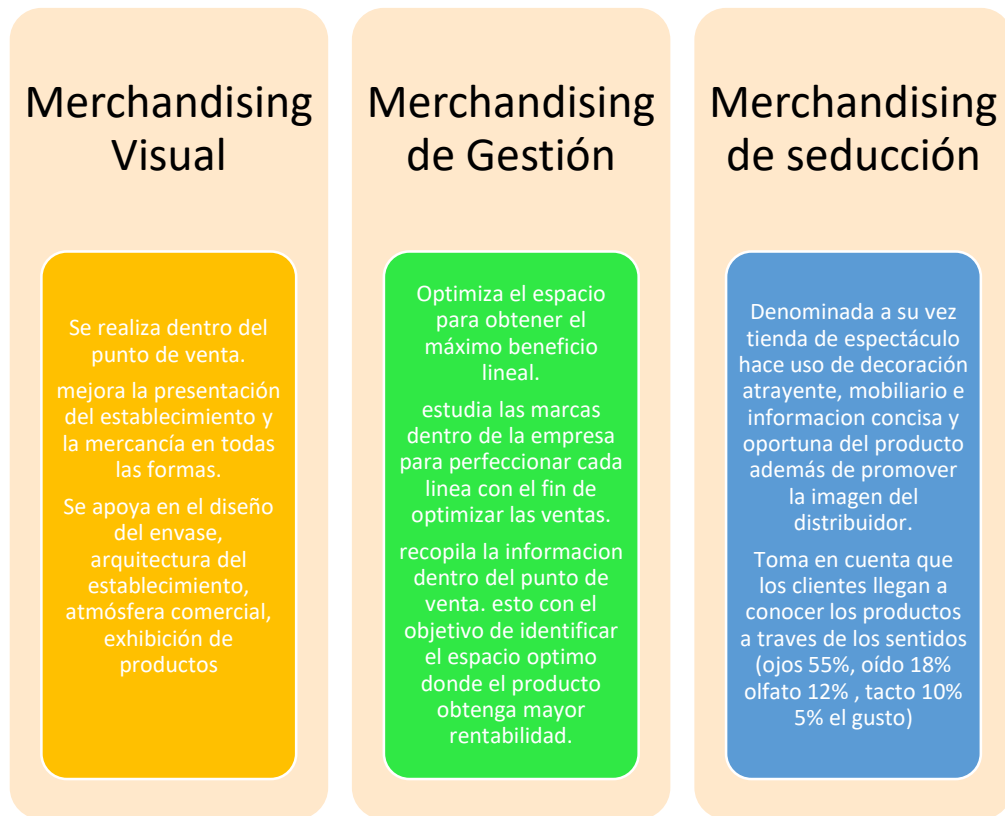 Merchandising
Visual
Se realiza dentro del
punto de venta.
mejora la presentación
del establecimiento y
la mercancía en todas
las formas.
Se apoya en el diseño
del envase,
arquitectura del
establecimiento,
atmósfera comercial,
exhibición de
productos
Merchandising
de Gestión
Optimiza el espacio
para obtener el
máximo beneficio
lineal.
estudia las marcas
dentro de la empresa
para perfeccionar cada
linea con el fin de
optimizar las ventas.
recopila la informacion
dentro del punto de
venta. esto con el
objetivo de identificar
el espacio optimo
donde el producto
obtenga mayor
rentabilidad.
Merchandising
de seducción
Denominada a su vez
tienda de espectáculo
hace uso de decoración
atrayente, mobiliario e
informacion concisa y
oportuna del producto
además de promover
la imagen del
distribuidor.
Toma en cuenta que
los clientes llegan a
conocer los productos
a traves de los sentidos
(ojos 55%, oído 18%
olfato 12% , tacto 10%
5% el gusto)